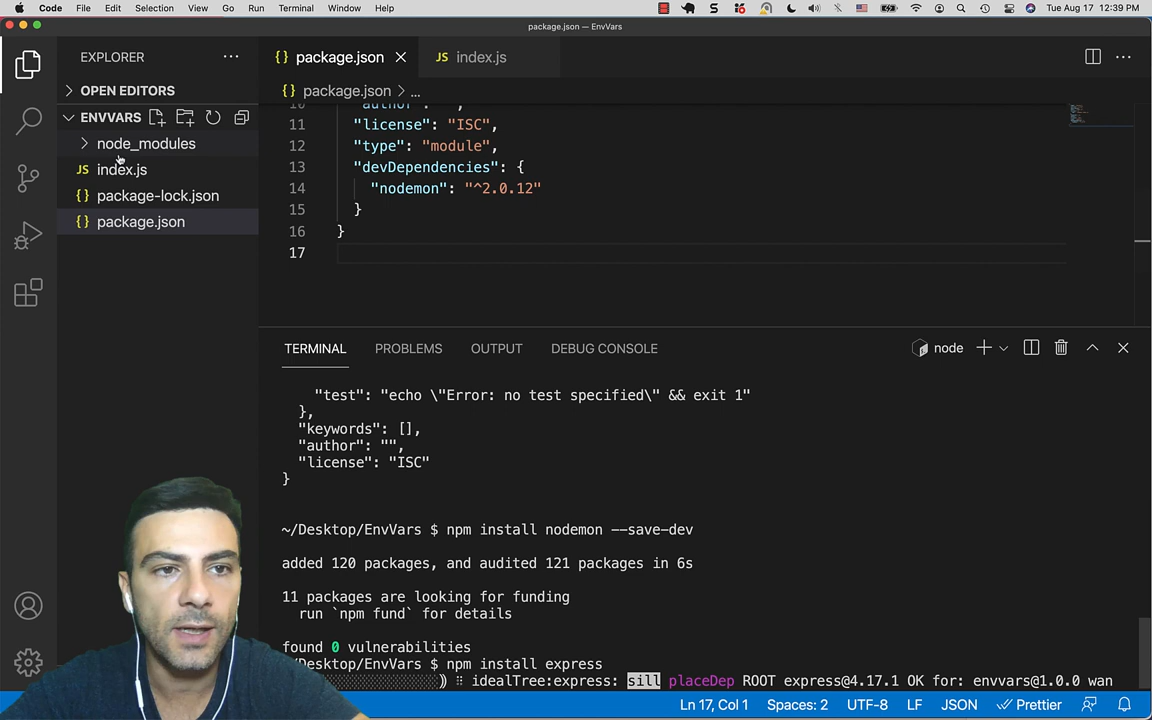 Code File Edit Selection View Go Run Terminal Window Help Tue Aug 17 12:39 PM
package.json — EnvVars
EXPLORER
{} package.json
JS index.js
OPEN EDITORS
{} package.json > ...
ENVVARS
node_modules
JS index.js
{} package-lock.json
{} package.json
11 "license": "ISC",
12 "type": "module",
13 "devDependencies": {
14 "nodemon": "^2.0.12"
15 }
16 }
17
TERMINAL PROBLEMS OUTPUT DEBUG CONSOLE node
"test": "echo \"Error: no test specified\" && exit 1"
},
"keywords": [],
"author": "",
"license": "ISC"
}
~/Desktop/EnvVars $ npm install nodemon --save-dev
added 120 packages, and audited 121 packages in 6s
11 packages are looking for funding
run `npm fund` for details
found 0 vulnerabilities
/Desktop/EnvVars $ npm install express
) ⠸ idealTree:express: sill placeDep ROOT express@4.17.1 OK for: envvars@1.0.0 wan
Ln 17, Col 1 Spaces: 2 UTF-8 LF JSON Prettier